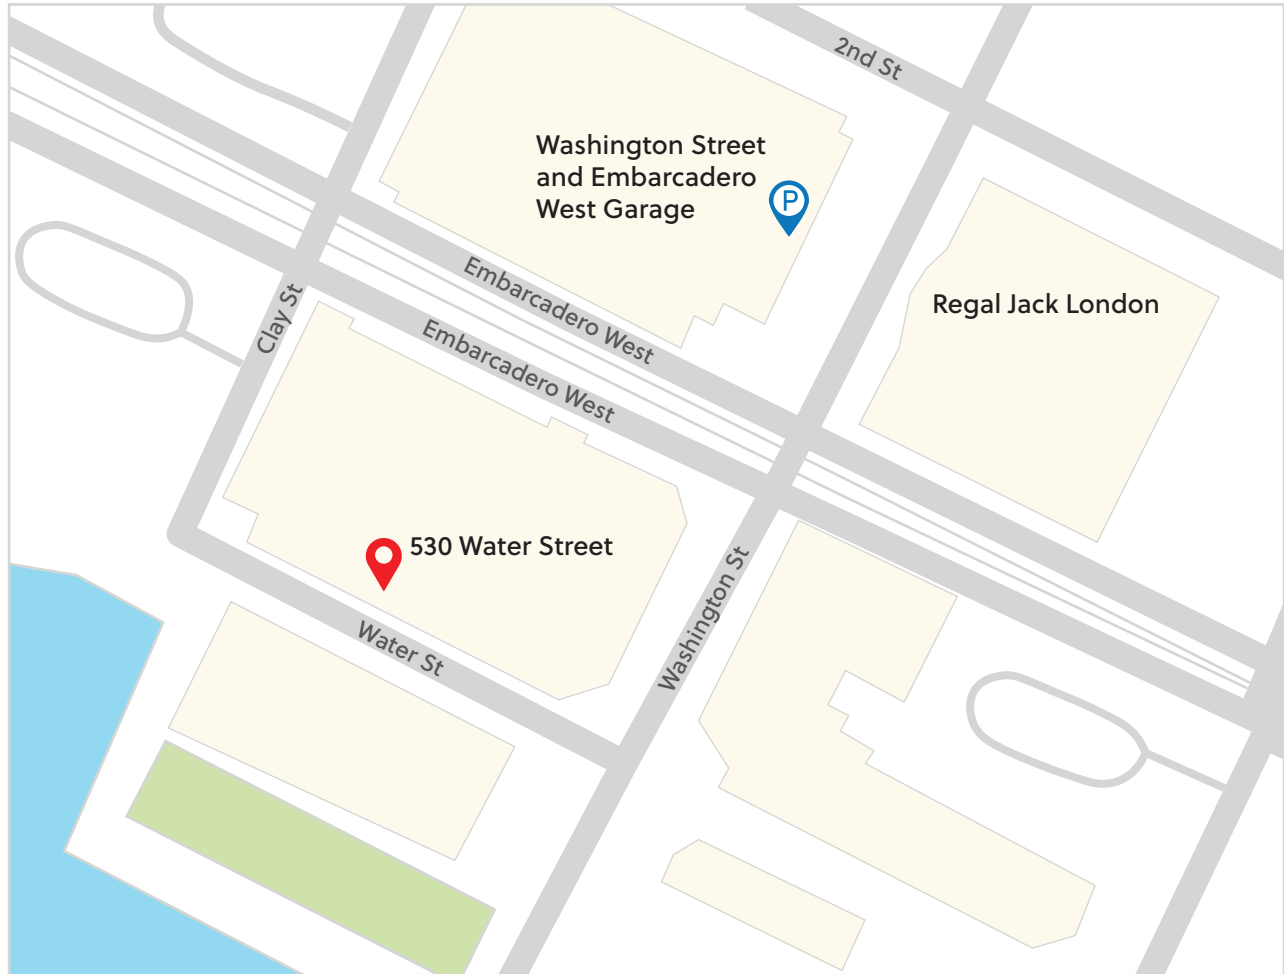 2nd St
Washington Street
and Embarcadero
West Garage
P
Embarcadero West
Regal Jack London
Clay St
Embarcadero West
530 Water Street
Washington St
Water St